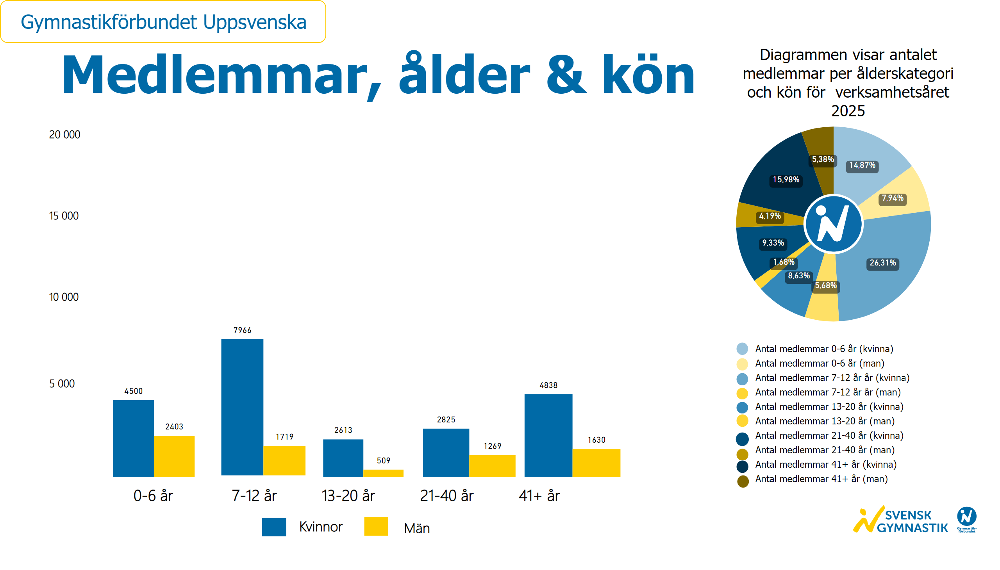 Gymnastikförbundet Uppsvenska
Medlemmar, ålder & kön
Diagrammen visar antalet
medlemmar per ålderskategori
och kön för  verksamhetsåret
2025
20 000
15 000
10 000
5 000
4500
2403
7966
1719
2613
509
2825
1269
4838
1630
0-6 år
7-12 år
13-20 år
21-40 år
41+ år
Kvinnor
Män
5,38%
14,87%
15,98%
7,94%
4,19%
9,33%
1,68%
26,31%
8,63%
5,68%
Antal medlemmar 0-6 år (kvinna)
Antal medlemmar 0-6 år (man)
Antal medlemmar 7-12 år år (kvinna)
Antal medlemmar 7-12 år år (man)
Antal medlemmar 13-20 år (kvinna)
Antal medlemmar 13-20 år (man)
Antal medlemmar 21-40 år (kvinna)
Antal medlemmar 21-40 år (man)
Antal medlemmar 41+ år (kvinna)
Antal medlemmar 41+ år (man)
SVENSK
GYMNASTIK
Gymnastik-
förbundet